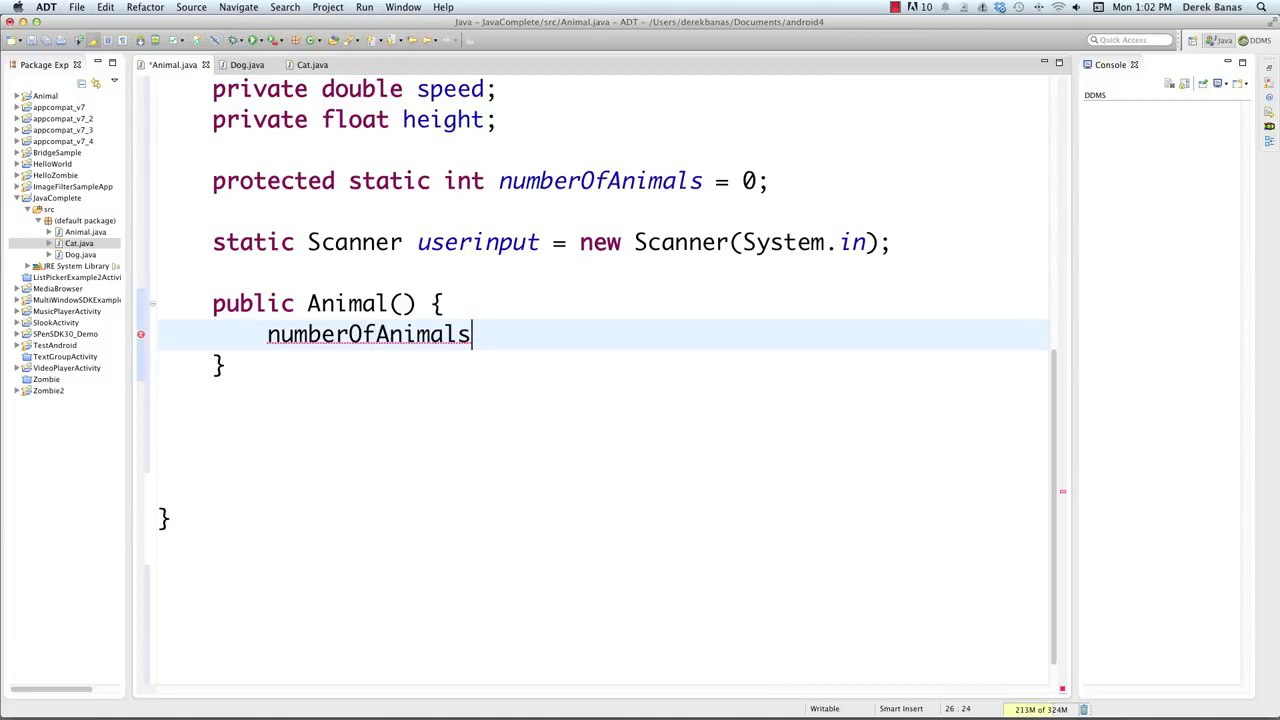 ADT File Edit Refactor Source Navigate Search Project Run Window Help 10 Mon 1:02 PM Derek Banas
Java – JavaComplete/src/Animal.java – ADT – /Users/derekbanas/Documents/android4
Quick Access Java DDMS
Package Exp
*Animal.java Dog.java Cat.java
Console
DDMS
Animal
appcompat_v7
appcompat_v7_2
appcompat_v7_3
appcompat_v7_4
BridgeSample
HelloWorld
HelloZombie
ImageFilterSampleApp
JavaComplete
src
(default package)
Animal.java
Cat.java
Dog.java
JRE System Library [Ja
ListPickerExample2Activi
MediaBrowser
MultiWindowSDKExample
MusicPlayerActivity
SlookActivity
SPenSDK30_Demo
TestAndroid
TextGroupActivity
VideoPlayerActivity
Zombie
Zombie2
private double speed;
private float height;
protected static int numberOfAnimals = 0;
static Scanner userinput = new Scanner(System.in);
public Animal() {
numberOfAnimals
}
}
Writable Smart Insert 26 : 24 213M of 324M